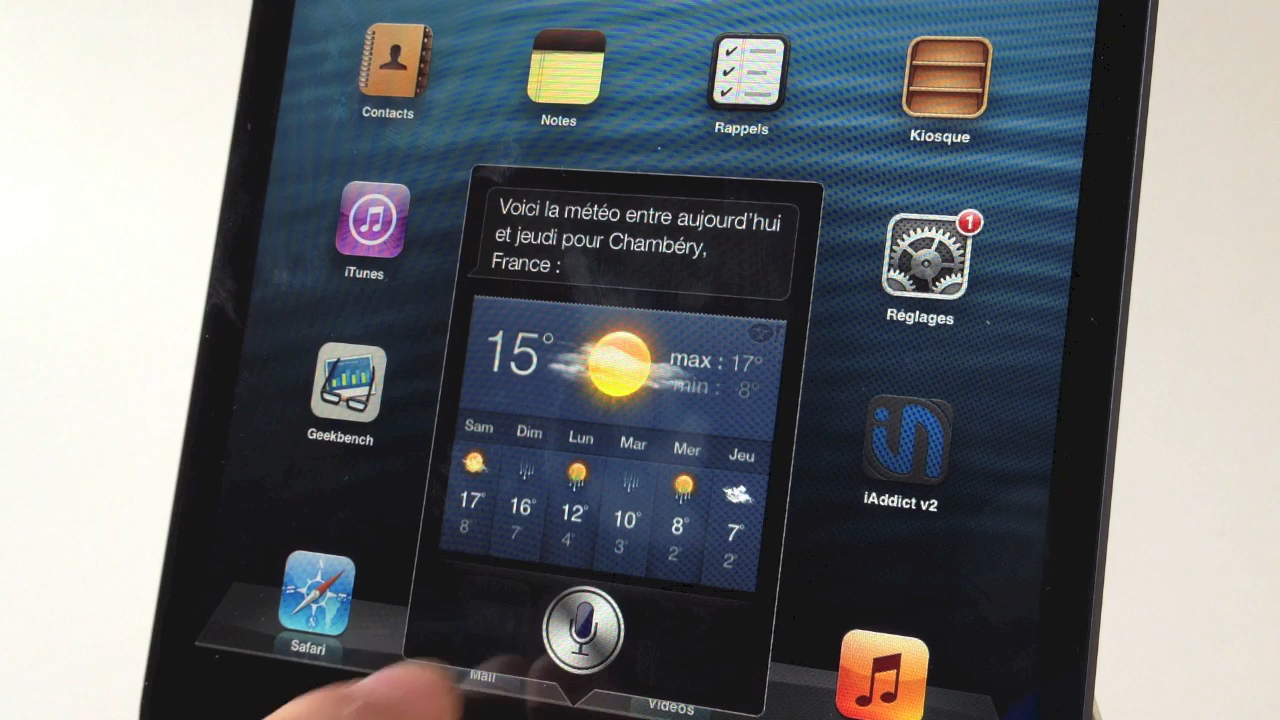 Contacts
Notes
Rappels
Kiosque
Voici la météo entre aujourd'hui
et jeudi pour Chambéry,
France :
iTunes
1
Réglages
15°
max : 17°
min : 8°
Geekbench
Sam Dim Lun Mar Mer Jeu
17° 16° 12° 10° 8° 7°
8° 7° 4° 3° 2° 2°
iAddict v2
Safari
Mail
Vidéos